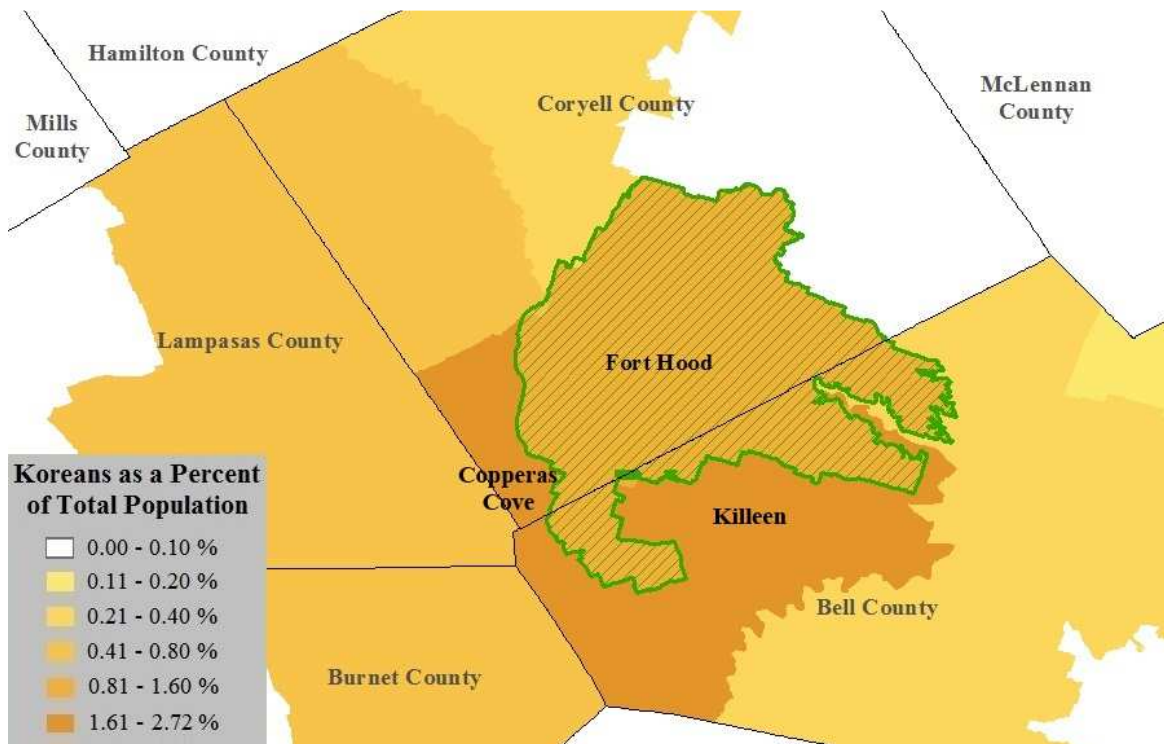 Hamilton County
Mills
County
Coryell County
McLennan
County
Lampasas County
Fort Hood
Copperas
Cove
Killeen
Bell County
Burnet County
Koreans as a Percent
of Total Population
0.00 - 0.10 %
0.11 - 0.20 %
0.21 - 0.40 %
0.41 - 0.80 %
0.81 - 1.60 %
1.61 - 2.72 %